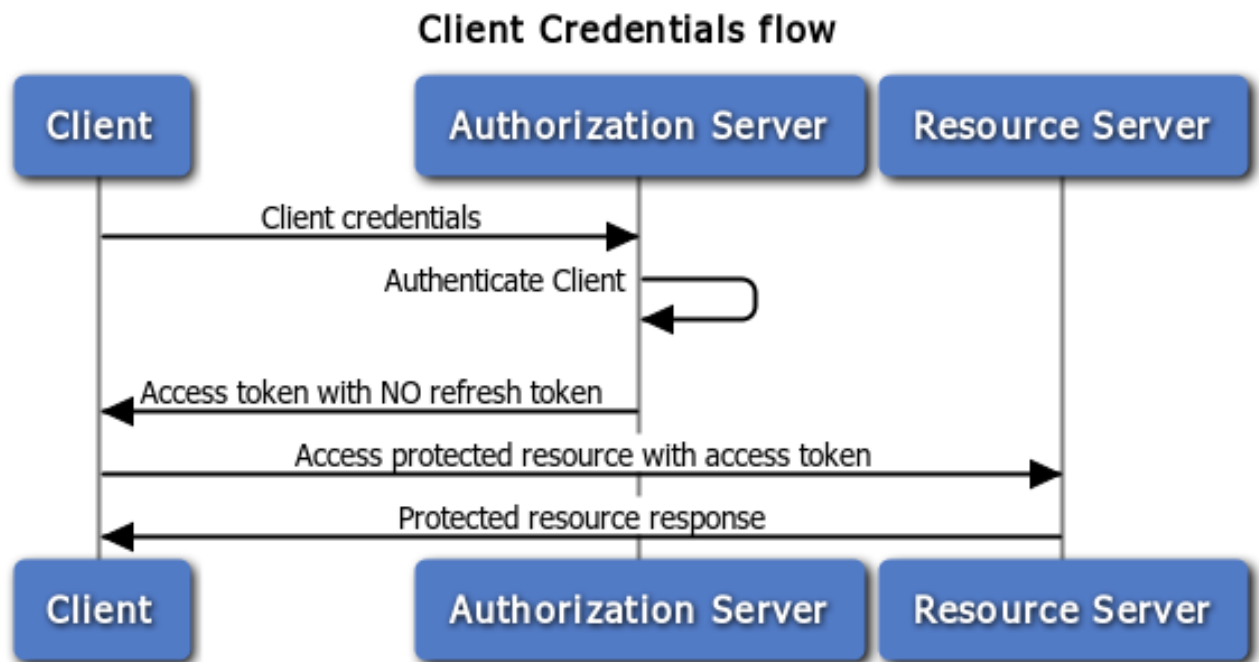 Client Credentials flow
Client
Authorization Server
Resource Server
Client credentials
Authenticate Client
Access token with NO refresh token
Access protected resource with access token
Protected resource response
Client
Authorization Server
Resource Server